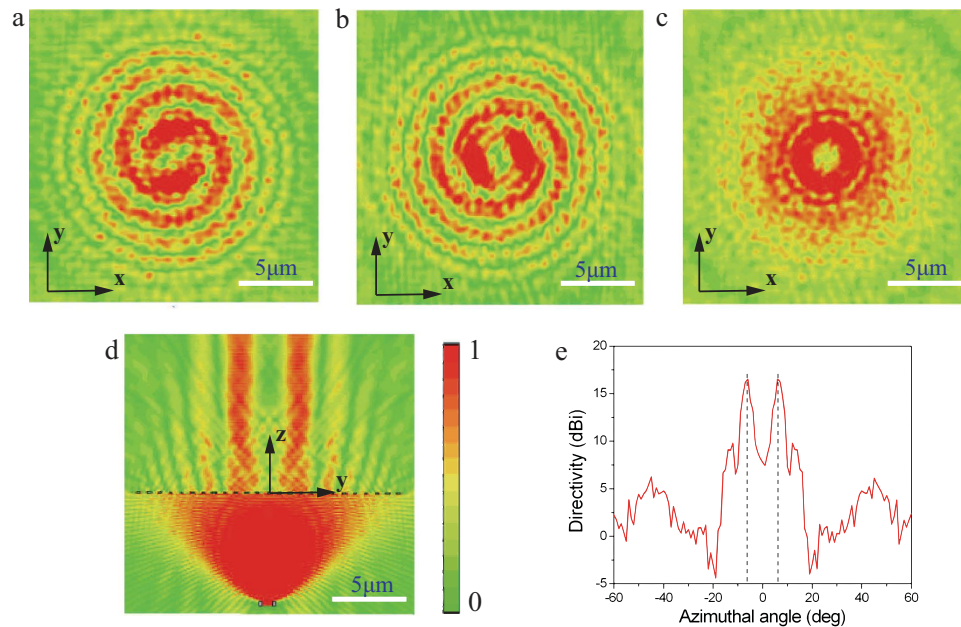 a
b
c
y
x
5μm
y
x
5μm
y
x
5μm
d
z
y
5μm
1
0
e
20
15
10
5
0
-5
-60 -40 -20 0 20 40 60
Directivity (dBi)
Azimuthal angle (deg)